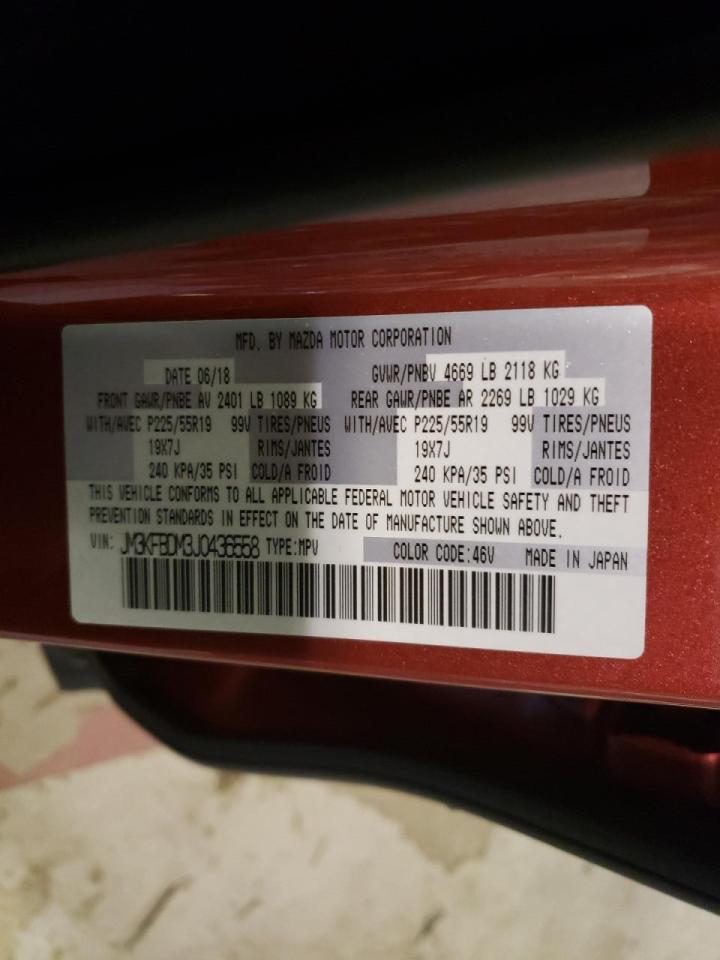 MFD. BY MAZDA MOTOR CORPORATION
DATE 06/18 GVWR/PNBV 4669 LB 2118 KG
FRONT GAWR/PNBE AV 2401 LB 1089 KG REAR GAWR/PNBE AR 2269 LB 1029 KG
WITH/AVEC P225/55R19 99V TIRES/PNEUS WITH/AVEC P225/55R19 99V TIRES/PNEUS
19X7J RIMS/JANTES 19X7J RIMS/JANTES
240 KPA/35 PSI COLD/A FROID 240 KPA/35 PSI COLD/A FROID
THIS VEHICLE CONFORMS TO ALL APPLICABLE FEDERAL MOTOR VEHICLE SAFETY AND THEFT
PREVENTION STANDARDS IN EFFECT ON THE DATE OF MANUFACTURE SHOWN ABOVE.
VIN: JM3KFBDM3J0436558 TYPE:MPV COLOR CODE:46V MADE IN JAPAN